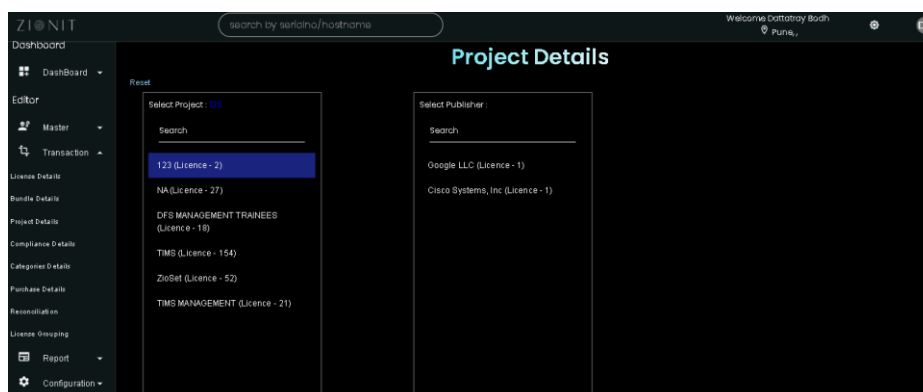 ZIONIT
search by serialno/hostname
Welcome Dattatray Bodh
Pune,,
Dashboard
DashBoard
Editor
Master
Transaction
License Details
Bundle Details
Project Details
Compliance Details
Categories Details
Purchase Details
Reconciliation
License Grouping
Report
Configuration
Project Details
Reset
Select Project : 123
Search
123 (Licence - 2)
NA(Licence - 27)
DFS MANAGEMENT TRAINEES
(Licence - 18)
TIMS (Licence - 154)
ZioSet (Licence - 52)
TIMS MANAGEMENT (Licence - 21)
Select Publisher :
Search
Google LLC (Licence - 1)
Cisco Systems, Inc (Licence - 1)